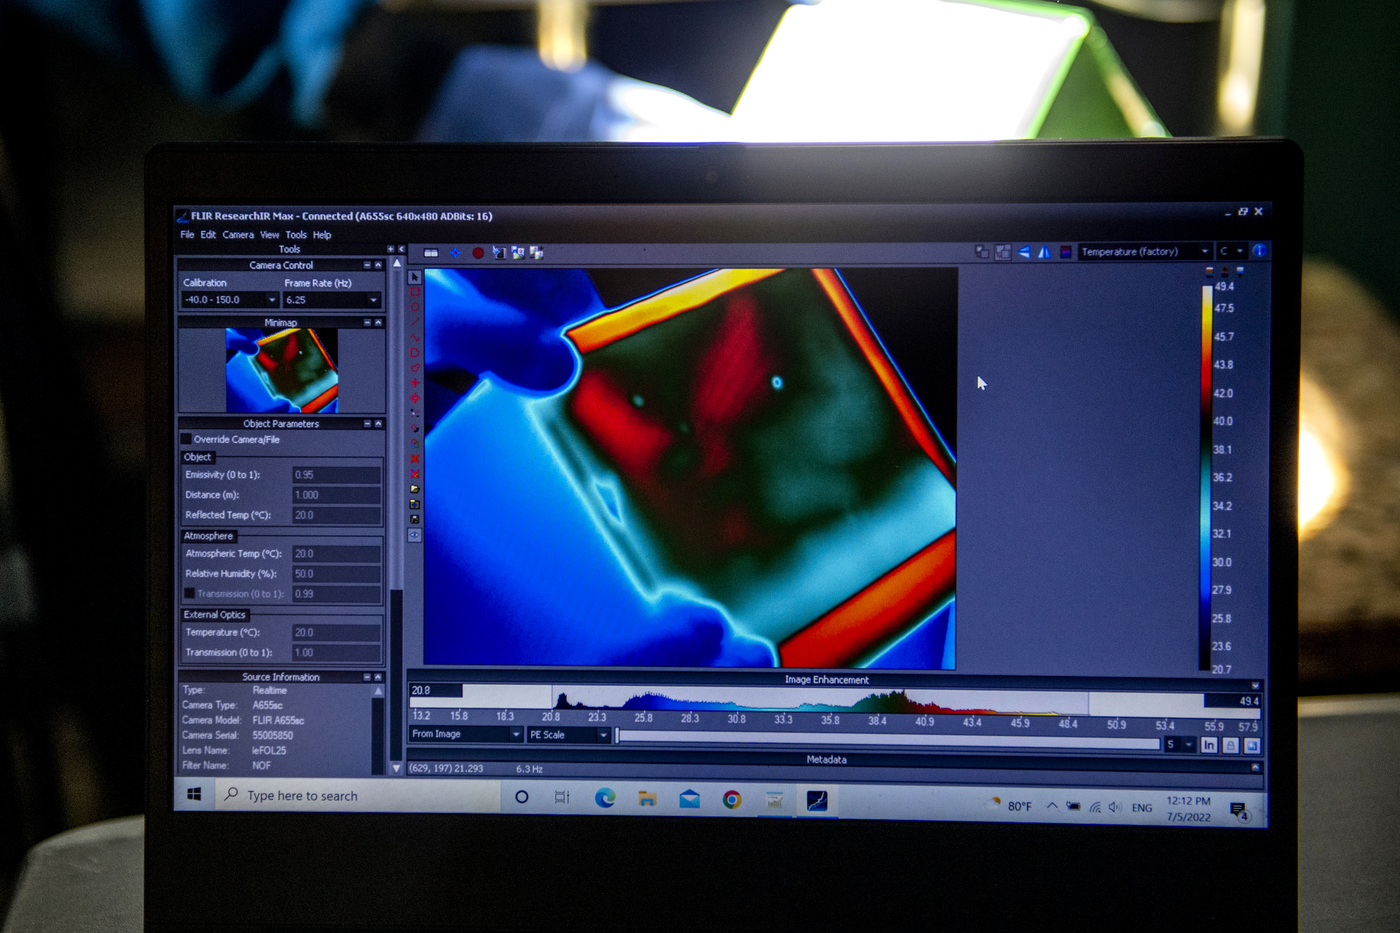 FLIR ResearchIR Max - Connected (A655sc 640x480 ADBits: 16)
File Edit Camera View Tools Help
Tools
Temperature (factory)
C
Camera Control
Calibration Frame Rate (Hz)
-40.0 - 150.0 6.25
Minimap
Object Parameters
Override Camera/File
Object
Emissivity (0 to 1): 0.95
Distance (m): 1.000
Reflected Temp (°C): 20.0
Atmosphere
Atmospheric Temp (°C): 20.0
Relative Humidity (%): 50.0
Transmission (0 to 1): 0.99
External Optics
Temperature (°C): 20.0
Transmission (0 to 1): 1.00
Source Information
Type: Realtime
Camera Type: A655sc
Camera Model: FLIR A655sc
Camera Serial: 55005850
Lens Name: leFOL25
Filter Name: NOF
49.4
47.5
45.7
43.8
42.0
40.0
38.1
36.2
34.2
32.1
30.0
27.9
25.8
23.6
20.7
Image Enhancement
20.8 49.4
13.2 15.8 18.3 20.8 23.3 25.8 28.3 30.8 33.3 35.8 38.4 40.9 43.4 45.9 48.4 50.9 53.4 55.9 57.9
From Image PE Scale S In
Metadata
(629, 197) 21.293 6.3 Hz
Type here to search
80°F ENG
12:12 PM
7/5/2022
4